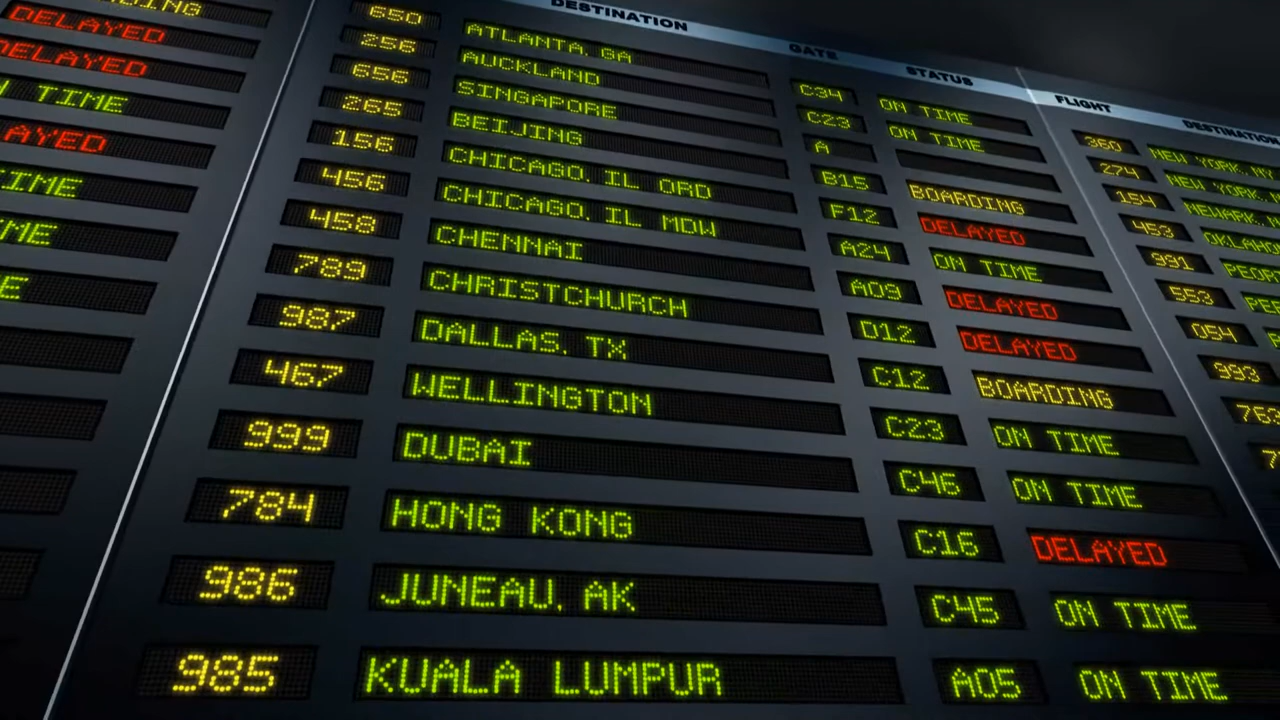 DELAYED
DELAYED
TIME
DESTINATION GATE STATUS
650 ATLANTA, GA C34 ON TIME
256 AUCKLAND C23 ON TIME
656 SINGAPORE A
265 BEIJING B15 BOARDING
156 CHICAGO, IL ORD F12 DELAYED
456 CHICAGO, IL MDW A24 ON TIME
458 CHENNAI A09 DELAYED
789 CHRISTCHURCH D12 DELAYED
987 DALLAS, TX C12 BOARDING
467 WELLINGTON C23 ON TIME
999 DUBAI C46 ON TIME
784 HONG KONG C16 DELAYED
986 JUNEAU, AK C45 ON TIME
985 KUALA LUMPUR A05 ON TIME
FLIGHT DESTINATION
360 NEW YORK, NY
274 NEW YORK,
154 NEWARK,
453 OKLAHO
991
553
054
993
763